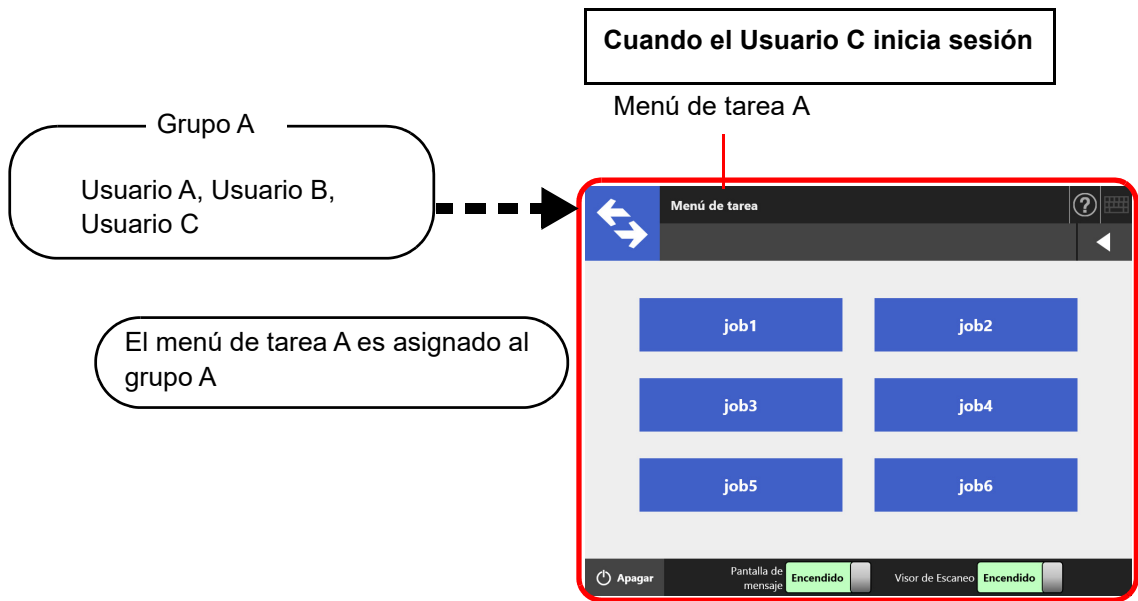 Cuando el Usuario C inicia sesión
Menú de tarea A
Grupo A
Usuario A, Usuario B,
Usuario C
El menú de tarea A es asignado al
grupo A
Menú de tarea
?
job1
job2
job3
job4
job5
job6
Apagar
Pantalla de
mensaje
Encendido
Visor de Escaneo
Encendido